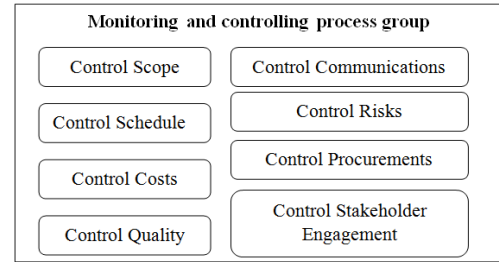 Monitoring and controlling process group
Control Scope
Control Schedule
Control Costs
Control Quality
Control Communications
Control Risks
Control Procurements
Control Stakeholder
Engagement